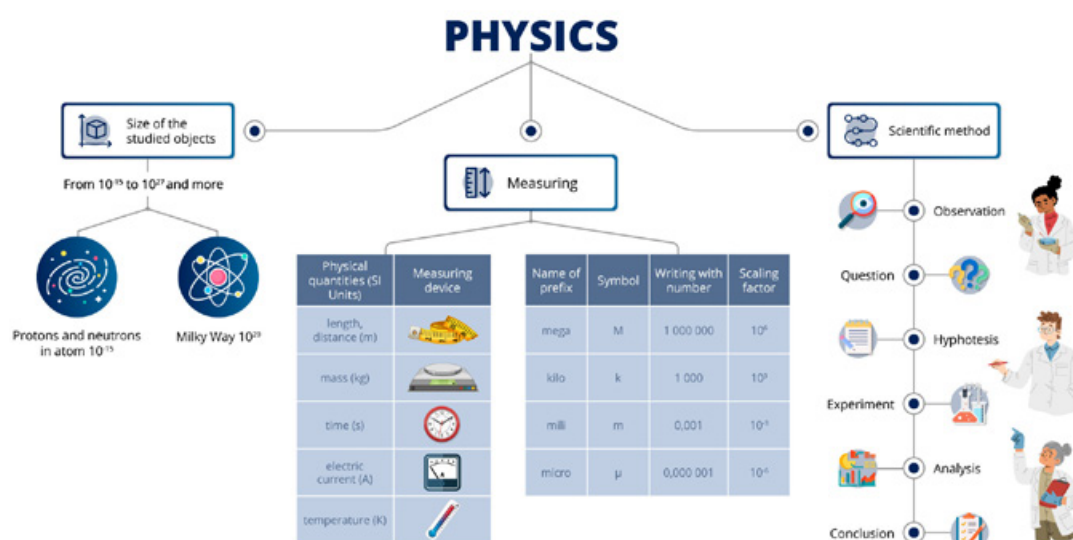 PHYSICS
Size of the
studied objects
From 10⁻¹⁵ to 10²⁷ and more
Protons and neutrons
in atom 10⁻¹⁵
Milky Way 10²⁰
Measuring
Physical
quantities (SI
Units)
Measuring
device
length,
distance (m)
mass (kg)
time (s)
electric
current (A)
temperature (K)
Name of
prefix
Symbol
Writing with
number
Scaling
factor
mega
M
1 000 000
10⁶
kilo
k
1 000
10³
milli
m
0,001
10⁻³
micro
μ
0,000 001
10⁻⁶
Scientific method
Observation
Question
Hyphotesis
Experiment
Analysis
Conclusion